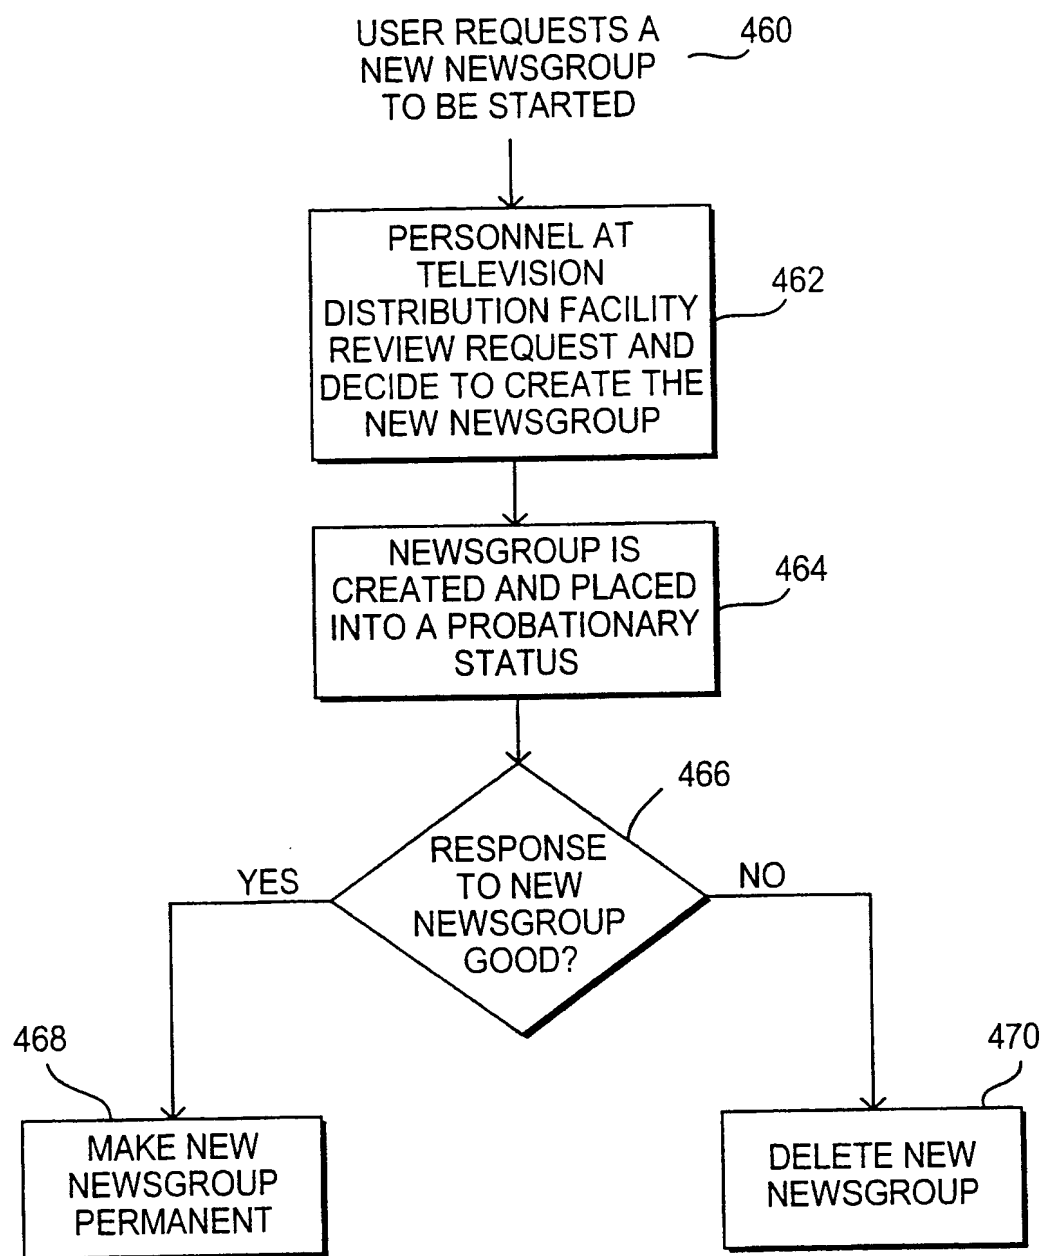 USER REQUESTS A
NEW NEWSGROUP
TO BE STARTED
460
PERSONNEL AT
TELEVISION
DISTRIBUTION FACILITY
REVIEW REQUEST AND
DECIDE TO CREATE THE
NEW NEWSGROUP
462
NEWSGROUP IS
CREATED AND PLACED
INTO A PROBATIONARY
STATUS
464
466
RESPONSE
TO NEW
NEWSGROUP
GOOD?
YES
NO
468
MAKE NEW
NEWSGROUP
PERMANENT
470
DELETE NEW
NEWSGROUP